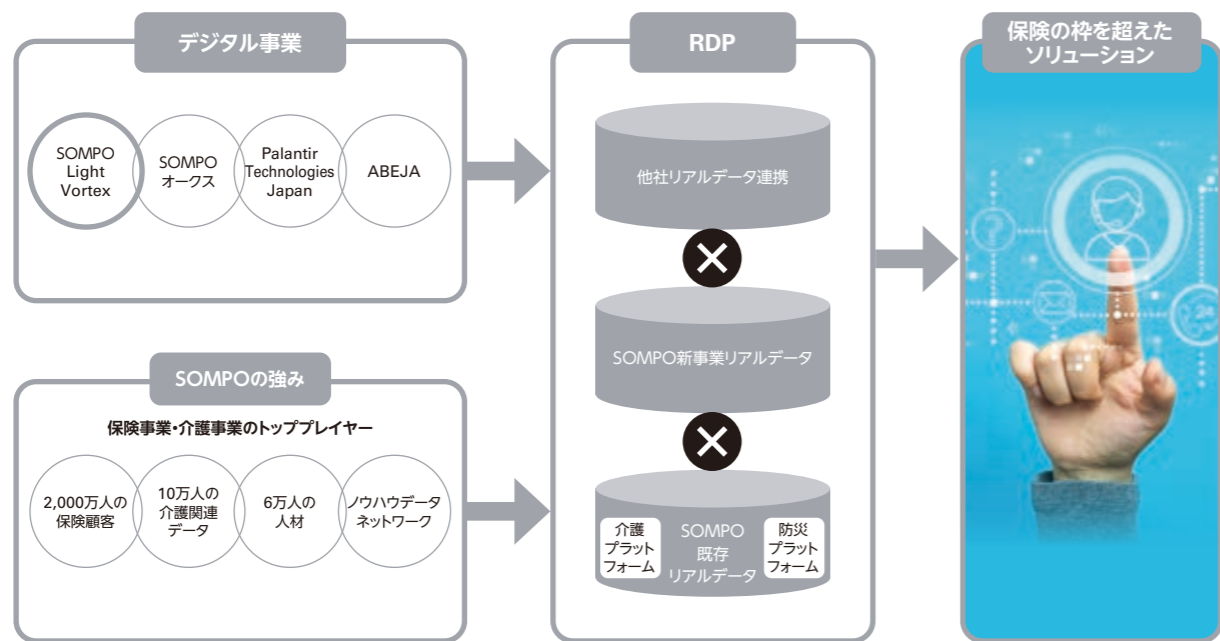 デジタル事業
SOMPO
Light
Vortex
SOMPO
オークス
Palantir
Technologies
Japan
ABEJA
SOMPOの強み
保険事業・介護事業のトッププレイヤー
2,000万人の
保険顧客
10万人の
介護関連
データ
6万人の
人材
ノウハウデータ
ネットワーク
RDP
他社リアルデータ連携
SOMPO新事業リアルデータ
介護
プラット
フォーム
SOMPO
既存
リアルデータ
防災
プラット
フォーム
保険の枠を超えた
ソリューション
?
24